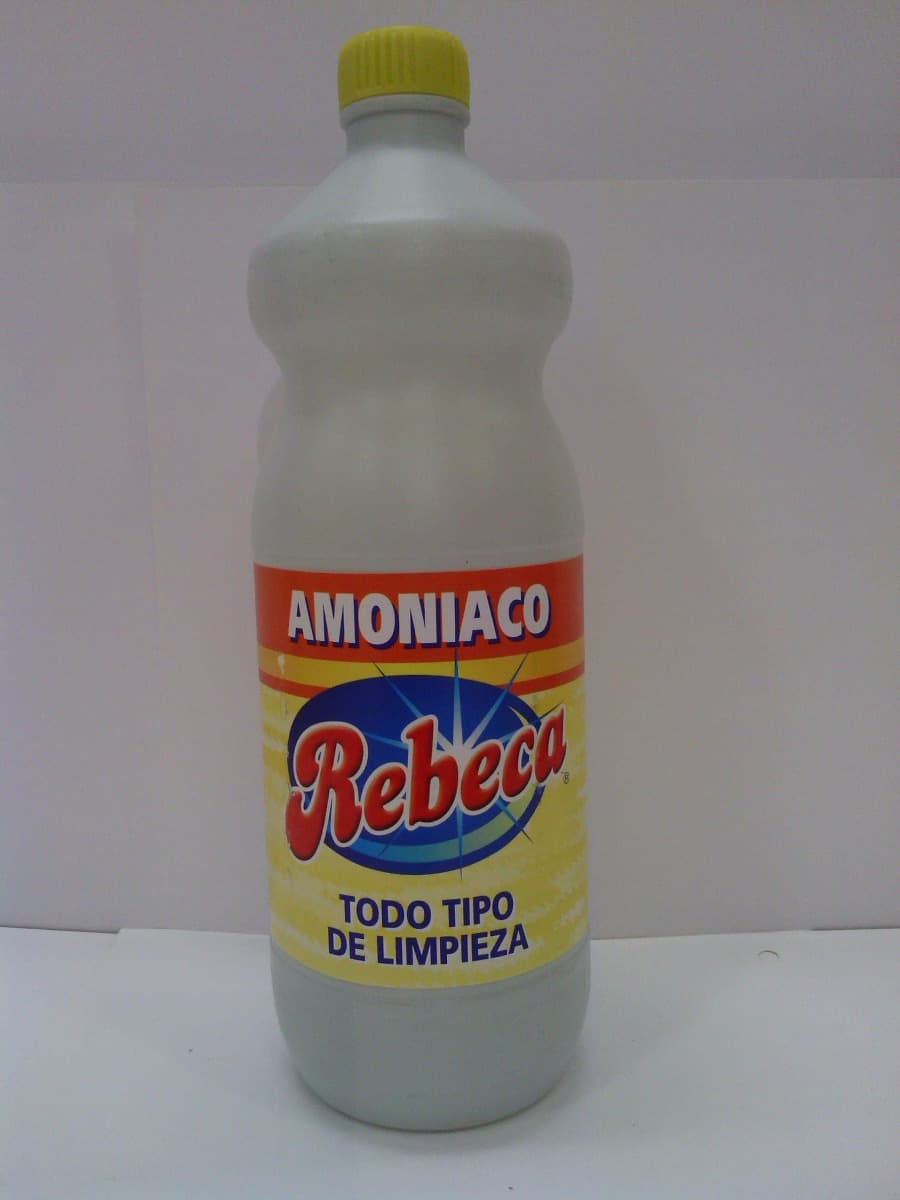 AMONIACO
Rebeca®
TODO TIPO
DE LIMPIEZA